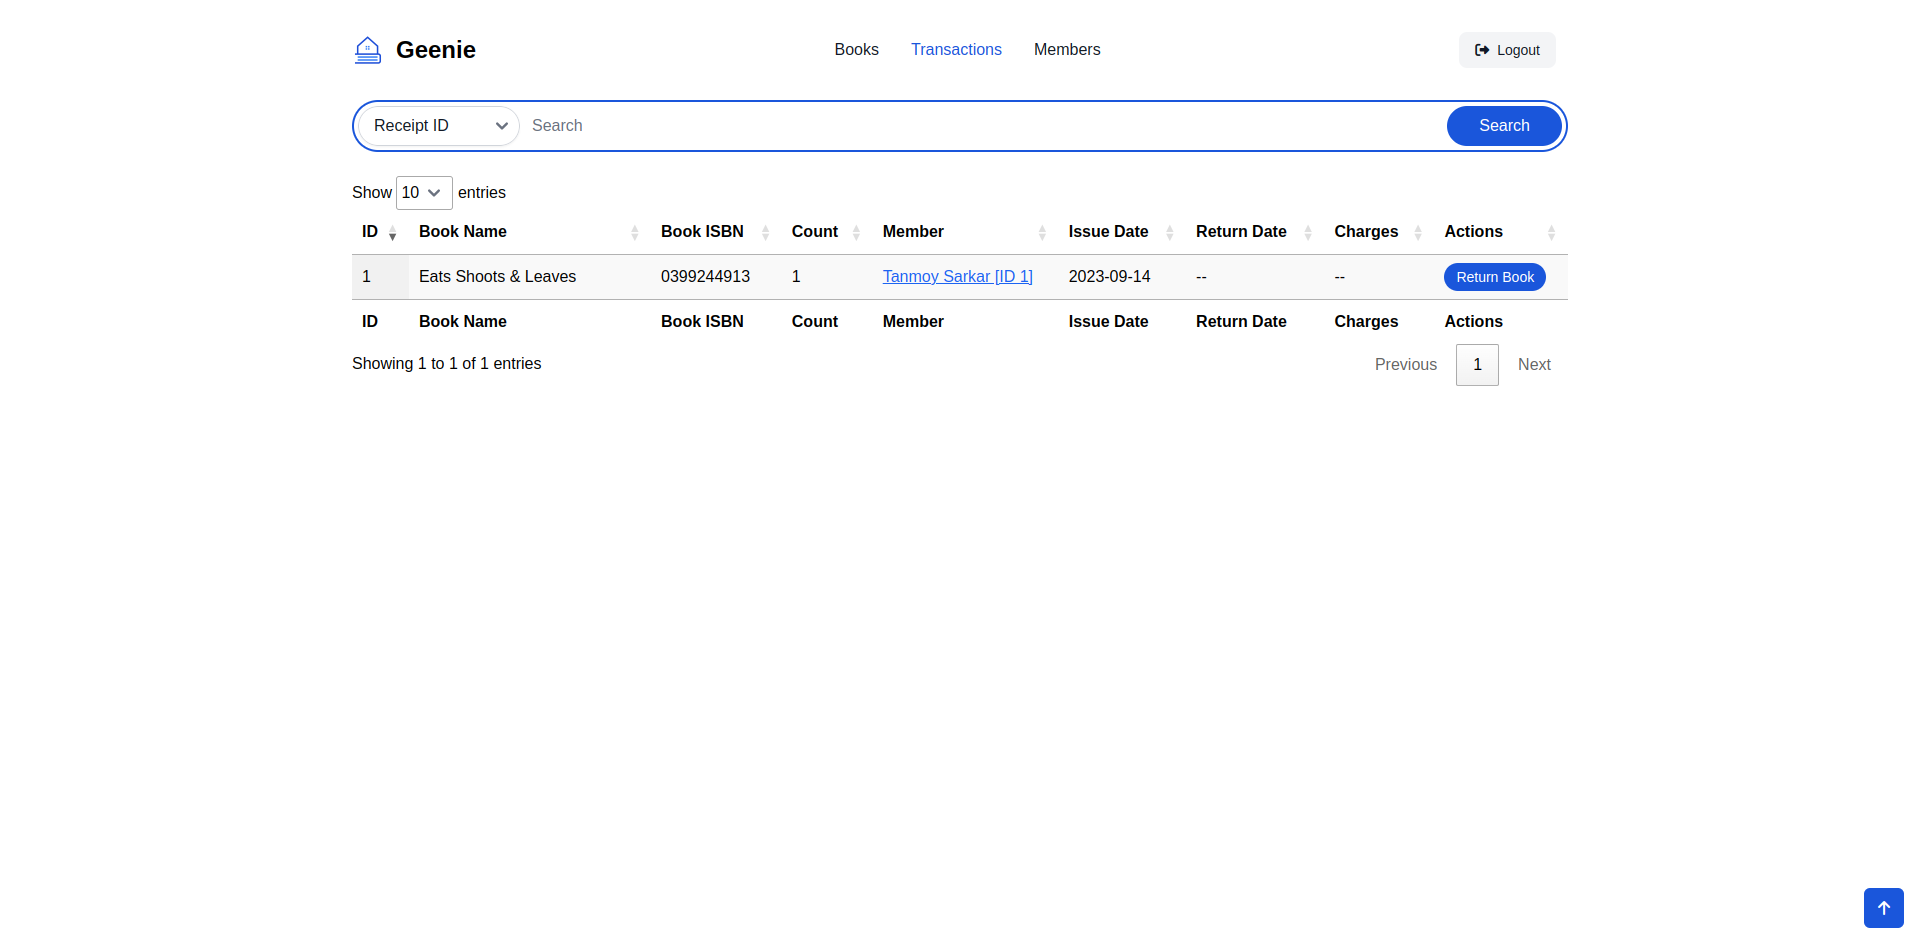 Geenie
Books Transactions Members
Logout
Receipt ID Search Search
Show 10 entries
ID Book Name Book ISBN Count Member Issue Date Return Date Charges Actions
1 Eats Shoots & Leaves 0399244913 1 Tanmoy Sarkar [ID 1] 2023-09-14 -- -- Return Book
ID Book Name Book ISBN Count Member Issue Date Return Date Charges Actions
Showing 1 to 1 of 1 entries Previous 1 Next